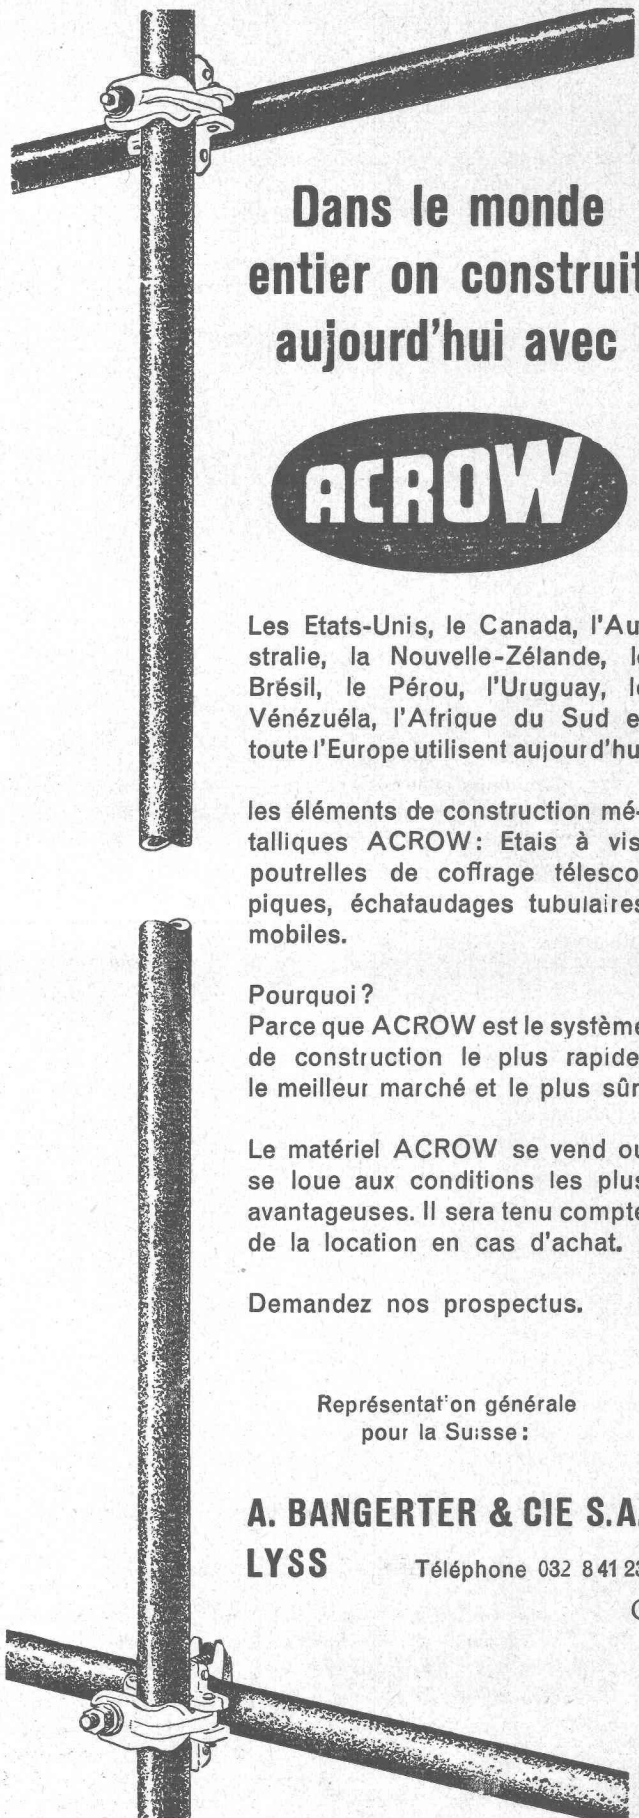 Dans le monde
entier on construit
aujourd'hui avec
ACROW
Les Etats-Unis, le Canada, l'Au-
stralie, la Nouvelle-Zélande, le
Brésil, le Pérou, l'Uruguay, le
Vénézuéla, l'Afrique du Sud et
toute l'Europe utilisent aujourd'hui
les éléments de construction mé-
talliques ACROW: Etais à vis,
poutrelles de coffrage télesco-
piques, échafaudages tubulaires
mobiles.
Pourquoi?
Parce que ACROW est le système
de construction le plus rapide,
le meilleur marché et le plus sûr.
Le matériel ACROW se vend ou
se loue aux conditions les plus
avantageuses. Il sera tenu compte
de la location en cas d'achat.
Demandez nos prospectus.
Représentation générale
pour la Suisse:
A. BANGERTER & CIE S.A.
LYSS Téléphone 032 8 41 23